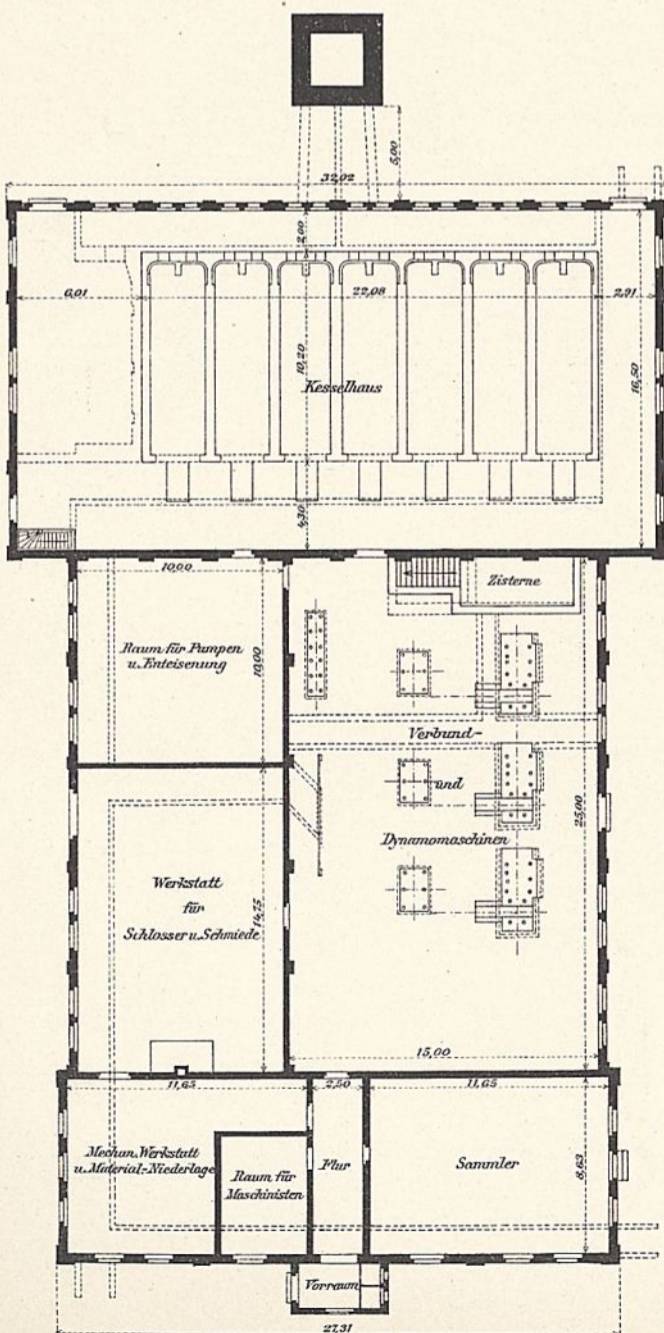 5,00
32,02
2,00
6,01
22,08
2,91
10,20
Kesselhaus
16,50
4,30
10,00
Zisterne
Raum für Pumpen
u. Enteisenung
10,00
Verbund-
und
25,00
Dynamomaschinen
Werkstatt
für
Schlosser u. Schmiede
14,75
15,00
11,65
2,50
11,65
Mechan. Werkstatt
u. Material-Niederlage
Raum für
Maschinisten
Flur
Sammler
8,63
Vorraum
27,31